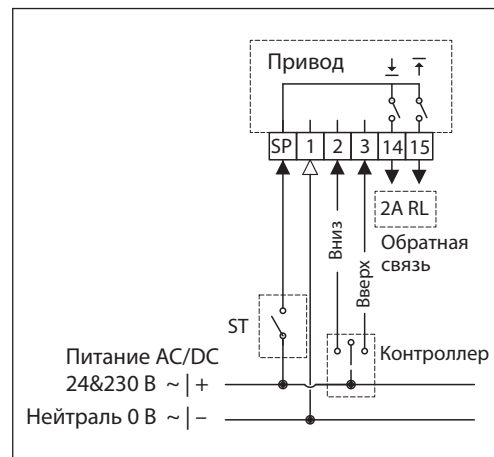 Привод
SP 1 2 3 14 15
2A RL
Обратная
связь
Вниз
Вверх
ST
Контроллер
Питание AC/DC
24&230 В ~ | +
Нейтраль 0 В ~ | −